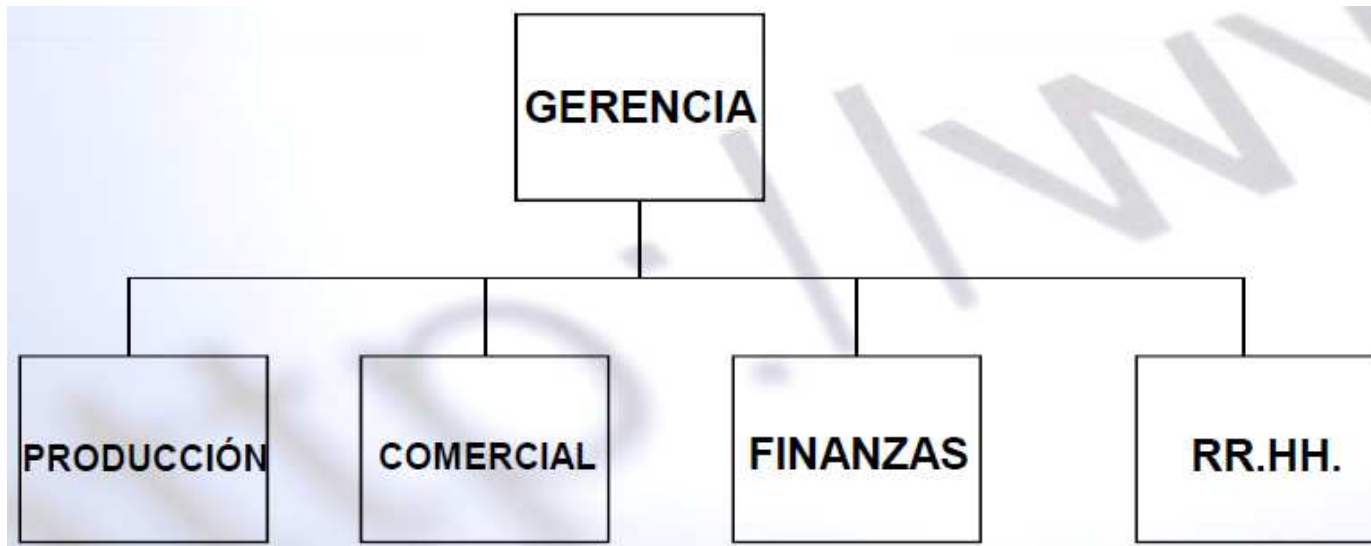 GERENCIA
PRODUCCIÓN
COMERCIAL
FINANZAS
RR.HH.